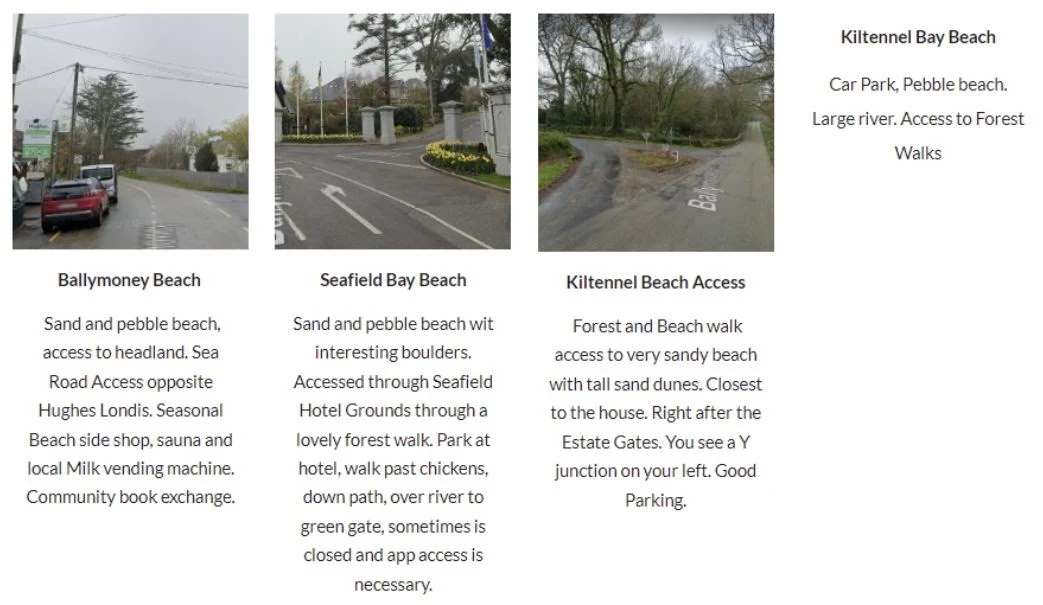 Hughes
Ballymoney Beach
Sand and pebble beach,
access to headland. Sea
Road Access opposite
Hughes Londis. Seasonal
Beach side shop, sauna and
local Milk vending machine.
Community book exchange.
Seafield Bay Beach
Sand and pebble beach wit
interesting boulders.
Accessed through Seafield
Hotel Grounds through a
lovely forest walk. Park at
hotel, walk past chickens,
down path, over river to
green gate, sometimes is
closed and app access is
necessary.
Kiltennel Beach Access
Forest and Beach walk
access to very sandy beach
with tall sand dunes. Closest
to the house. Right after the
Estate Gates. You see a Y
junction on your left. Good
Parking.
Kiltennel Bay Beach
Car Park, Pebble beach.
Large river. Access to Forest
Walks